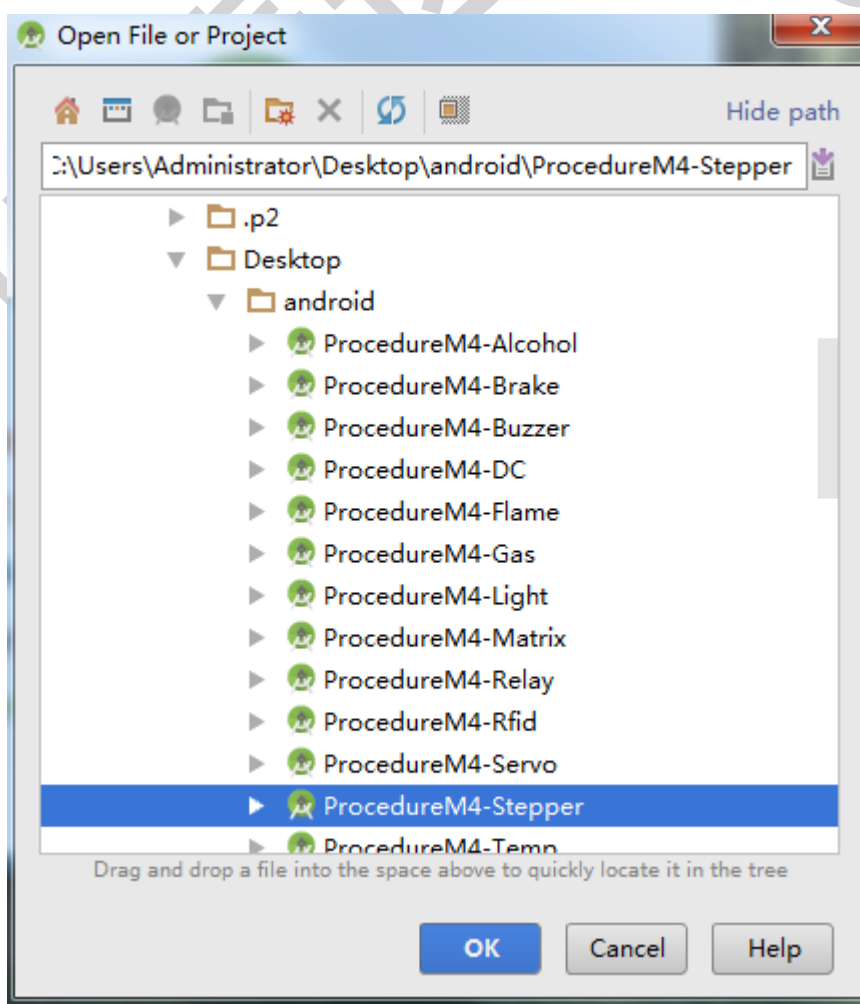 Open File or Project
Hide path
:\Users\Administrator\Desktop\android\ProcedureM4-Stepper
.p2
Desktop
android
ProcedureM4-Alcohol
ProcedureM4-Brake
ProcedureM4-Buzzer
ProcedureM4-DC
ProcedureM4-Flame
ProcedureM4-Gas
ProcedureM4-Light
ProcedureM4-Matrix
ProcedureM4-Relay
ProcedureM4-Rfid
ProcedureM4-Servo
ProcedureM4-Stepper
ProcedureM4-Temp
Drag and drop a file into the space above to quickly locate it in the tree
OK
Cancel
Help